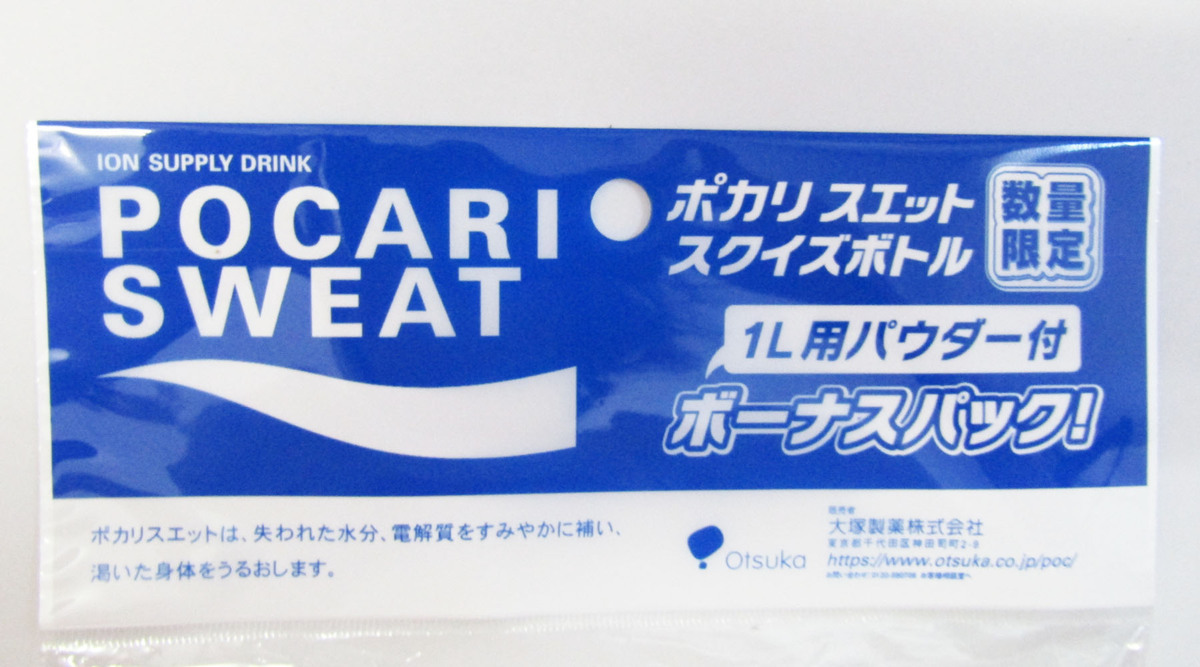 ION SUPPLY DRINK
POCARI
SWEAT
ポカリ スエット
スクイズボトル
数量
限定
1L用パウダー付
ボーナスパック!
ポカリスエットは、失われた水分、電解質をすみやかに補い、
渇いた身体をうるおします。
Otsuka
販売者
大塚製薬株式会社
東京都千代田区神田司町2-9
https://www.otsuka.co.jp/poc/